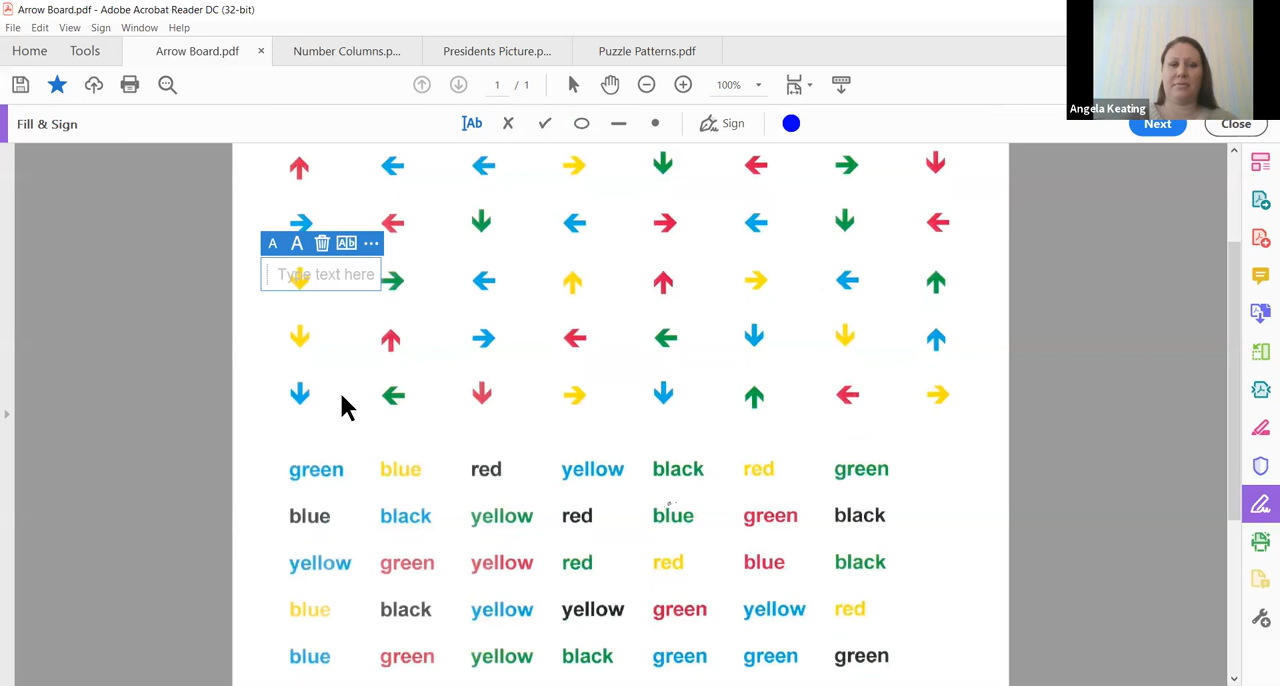 Arrow Board.pdf - Adobe Acrobat Reader DC (32-bit)
File Edit View Sign Window Help
Home Tools Arrow Board.pdf × Number Columns.p... Presidents Picture.p... Puzzle Patterns.pdf
1 / 1 100%
Angela Keating
Fill & Sign Ab Sign Next Close
A A Ab ...
Type text here
green blue red yellow black red green
blue black yellow red blue green black
yellow green yellow red red blue black
blue black yellow yellow green yellow red
blue green yellow black green green green